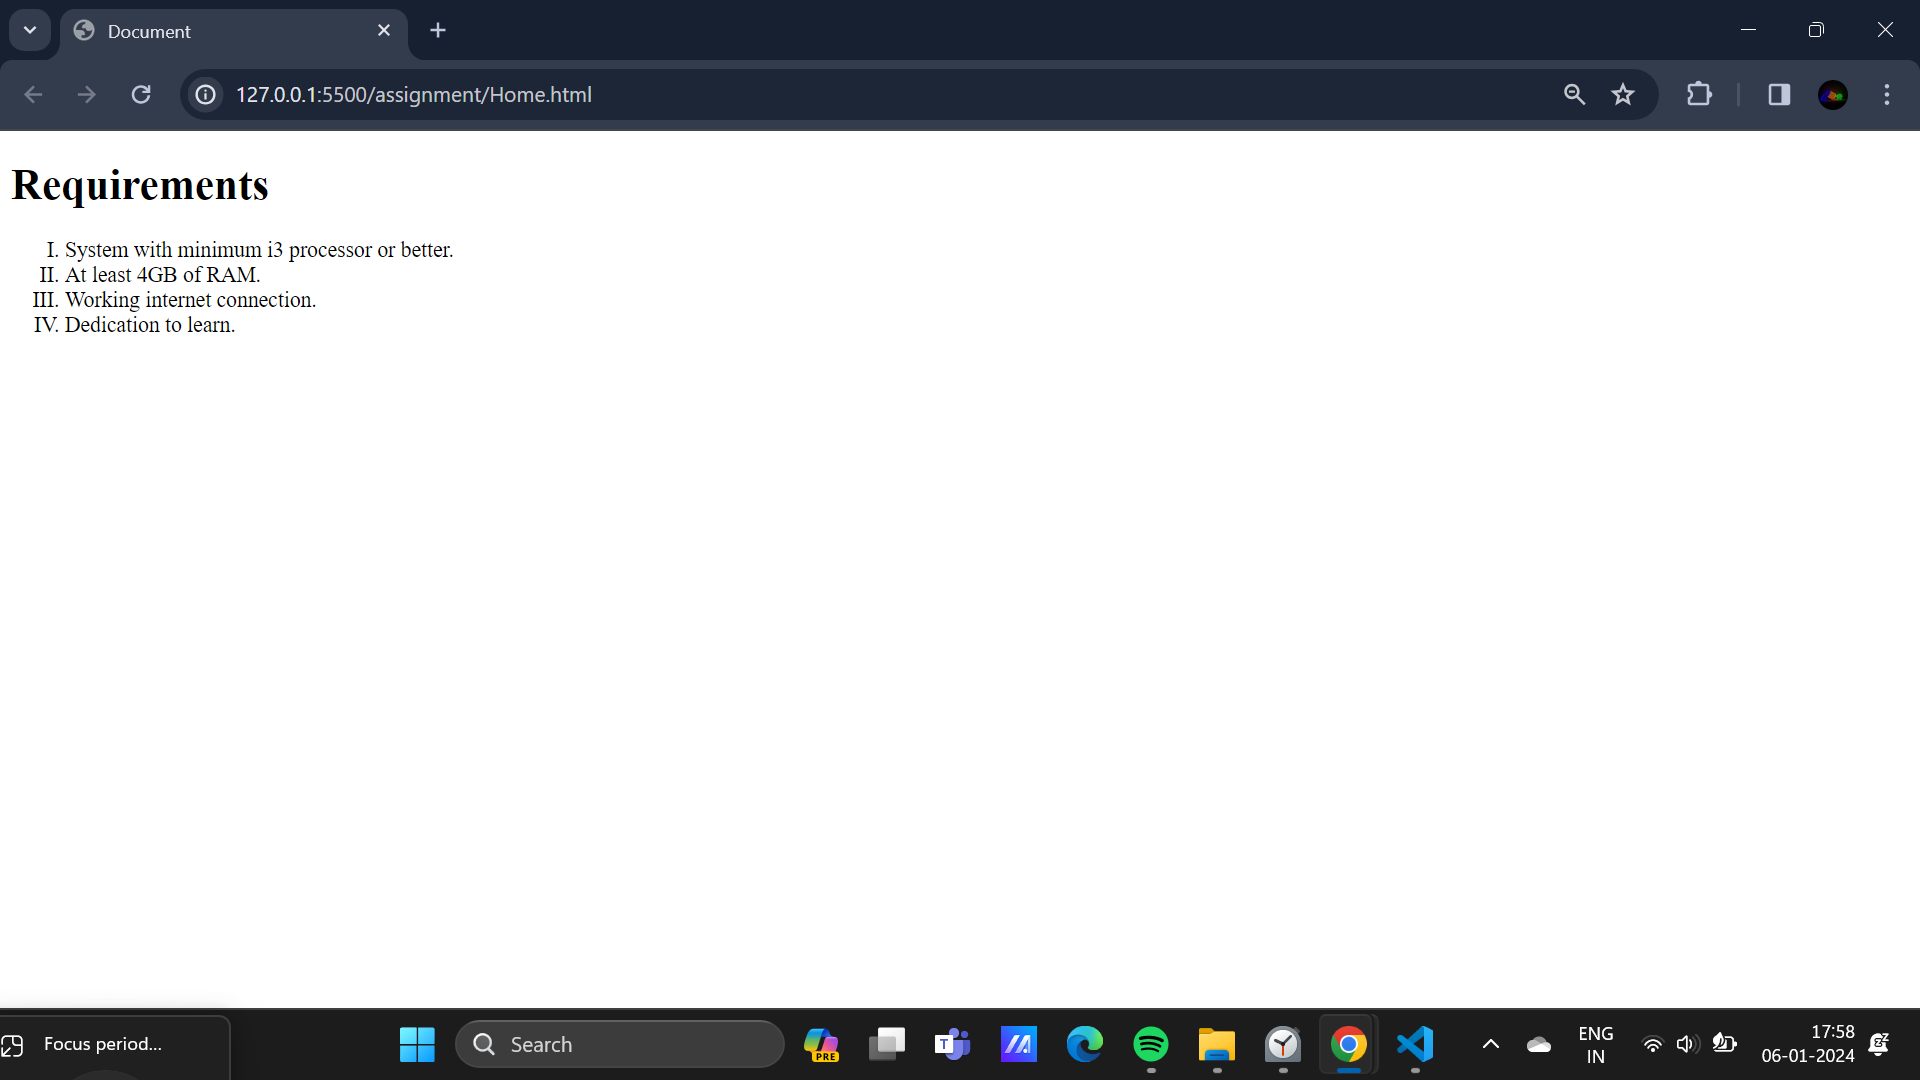 Document
127.0.0.1:5500/assignment/Home.html
Requirements
I. System with minimum i3 processor or better.
II. At least 4GB of RAM.
III. Working internet connection.
IV. Dedication to learn.
Focus period...
Search
PRE
T
ENG
IN
17:58
06-01-2024